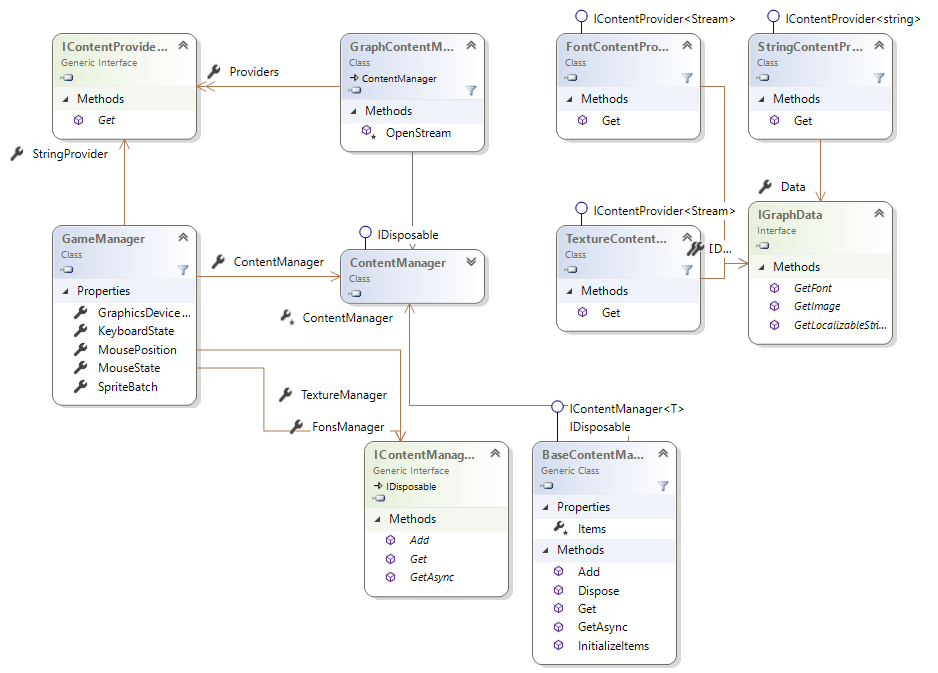 IContentProvider<Stream>
IContentProvider<string>
IContentProvide...
Generic Interface
Methods
Get
Providers
GraphContentM...
Class
ContentManager
Methods
OpenStream
FontContentPro...
Class
Methods
Get
StringContentPr...
Class
Methods
Get
StringProvider
Data
GameManager
Class
Properties
GraphicsDevice...
KeyboardState
MousePosition
MouseState
SpriteBatch
ContentManager
IDisposable
ContentManager
Class
ContentManager
IContentProvider<Stream>
TextureContent...
Class
Methods
Get
[D...
IGraphData
Interface
Methods
GetFont
GetImage
GetLocalizableStri...
TextureManager
FonsManager
IContentManag...
Generic Interface
IDisposable
Methods
Add
Get
GetAsync
IContentManager<T>
IDisposable
BaseContentMa...
Generic Class
Properties
Items
Methods
Add
Dispose
Get
GetAsync
InitializeItems